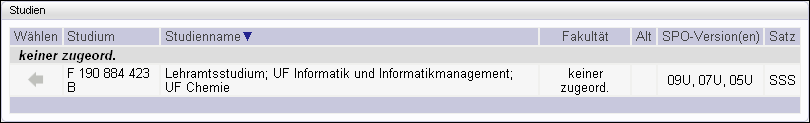 Studien
Wählen Studium Studienname Fakultät Alt SPO-Version(en) Satz
keiner zugeord.
F 190 884 423 B Lehramtsstudium; UF Informatik und Informatikmanagement; UF Chemie keiner zugeord. 09U, 07U, 05U SSS